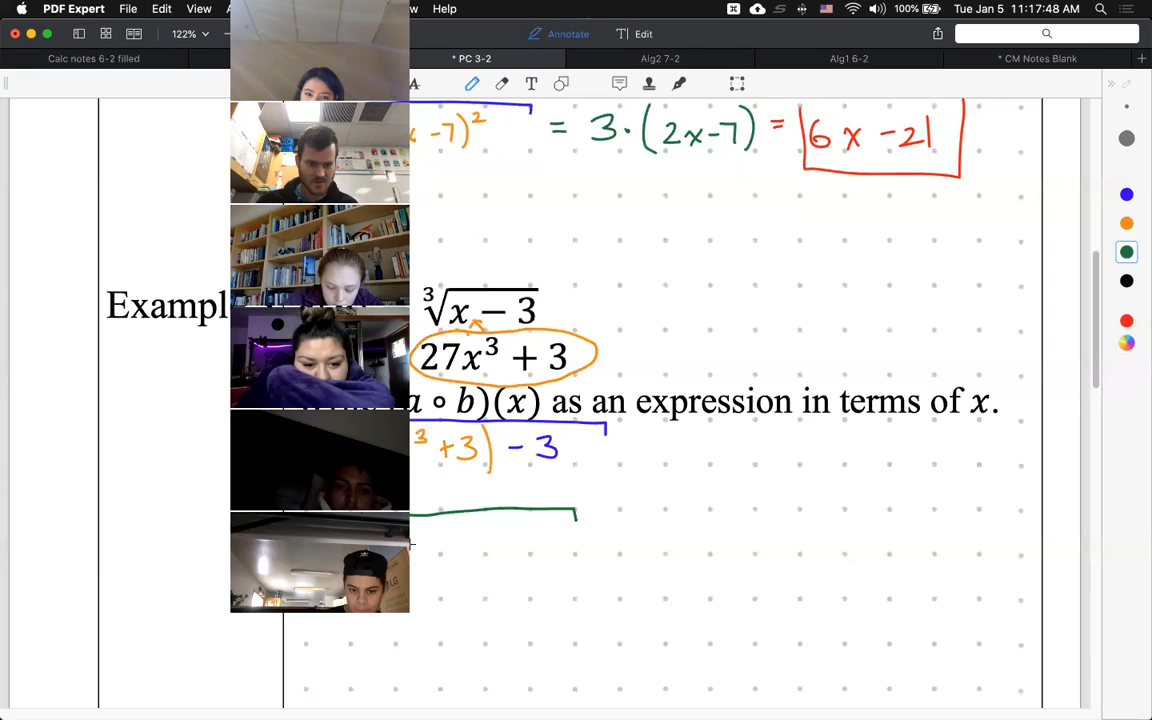 PDF Expert File Edit View Help 100% Tue Jan 5 11:17:48 AM
122% Annotate Edit
Calc notes 6-2 filled * PC 3-2 Alg2 7-2 Alg1 6-2 * CM Notes Blank
x -7)² = 3·(2x-7) = 6x -21
∛x − 3
Exampl
27x³ + 3
a ∘ b)(x) as an expression in terms of x.
³ +3) - 3
LG